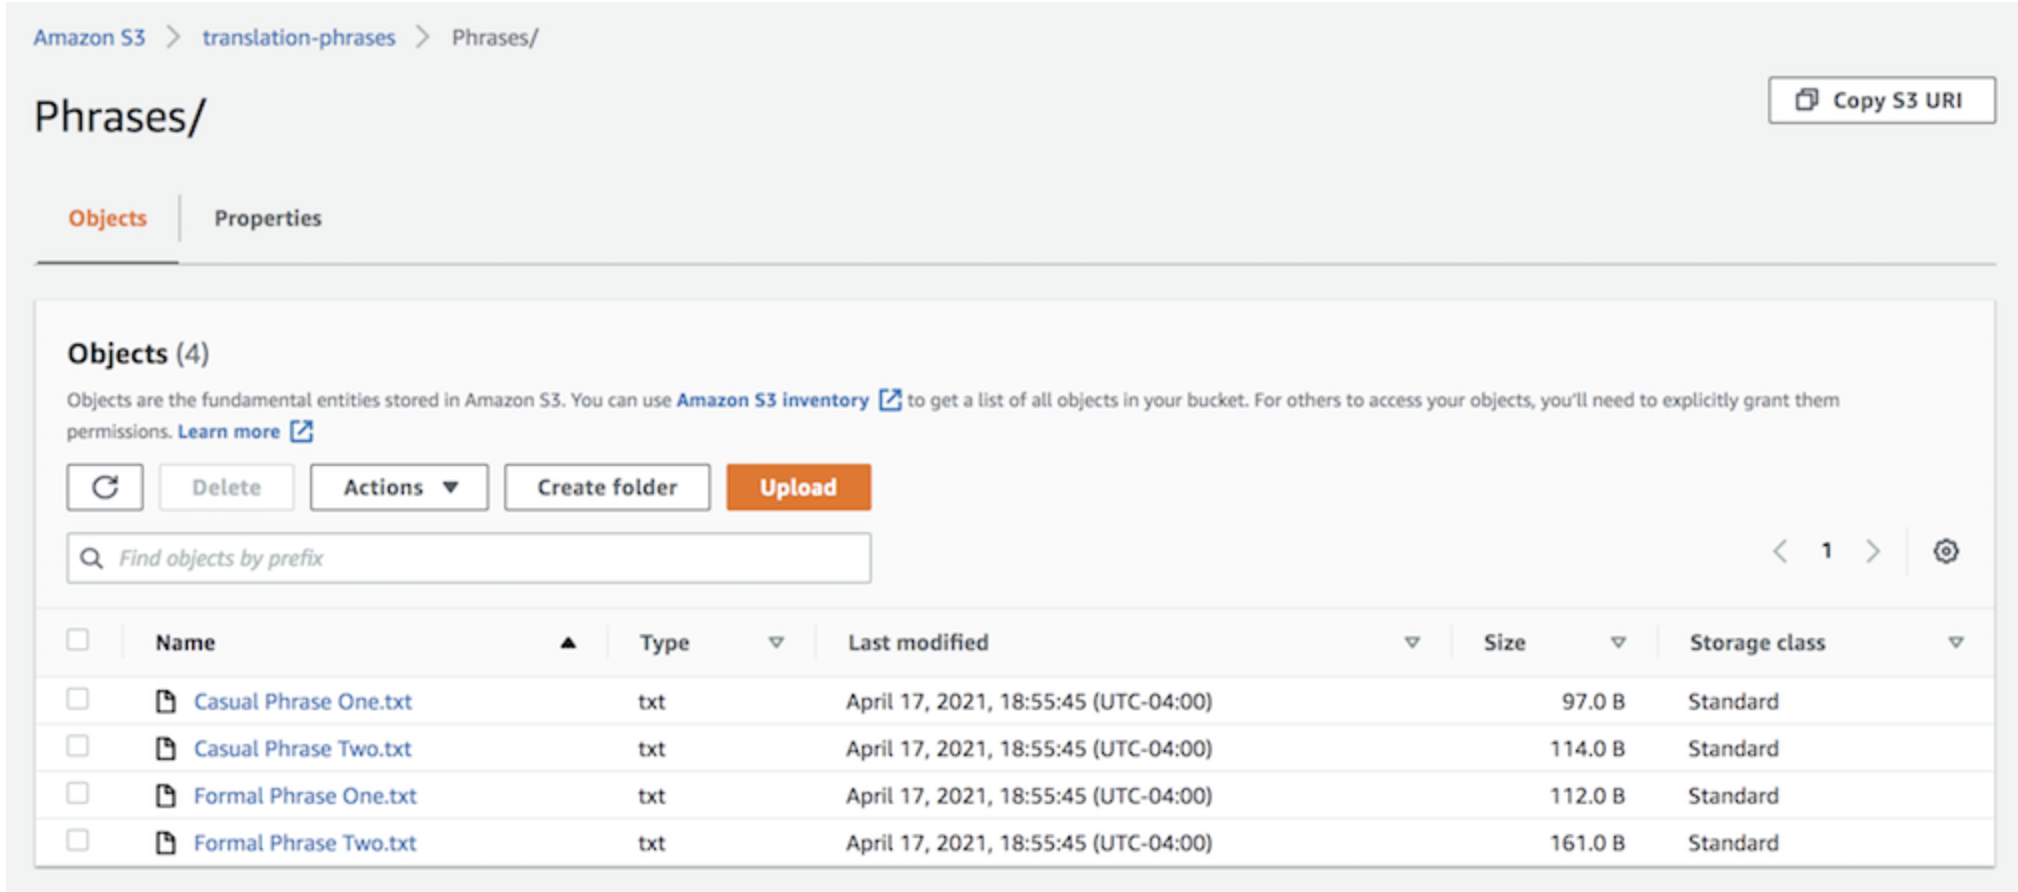 Amazon S3 > translation-phrases > Phrases/
Phrases/
Copy S3 URI
Objects Properties
Objects (4)
Objects are the fundamental entities stored in Amazon S3. You can use Amazon S3 inventory to get a list of all objects in your bucket. For others to access your objects, you'll need to explicitly grant them
permissions. Learn more
Delete Actions Create folder Upload
Find objects by prefix
1
Name Type Last modified Size Storage class
Casual Phrase One.txt txt April 17, 2021, 18:55:45 (UTC-04:00) 97.0 B Standard
Casual Phrase Two.txt txt April 17, 2021, 18:55:45 (UTC-04:00) 114.0 B Standard
Formal Phrase One.txt txt April 17, 2021, 18:55:45 (UTC-04:00) 112.0 B Standard
Formal Phrase Two.txt txt April 17, 2021, 18:55:45 (UTC-04:00) 161.0 B Standard